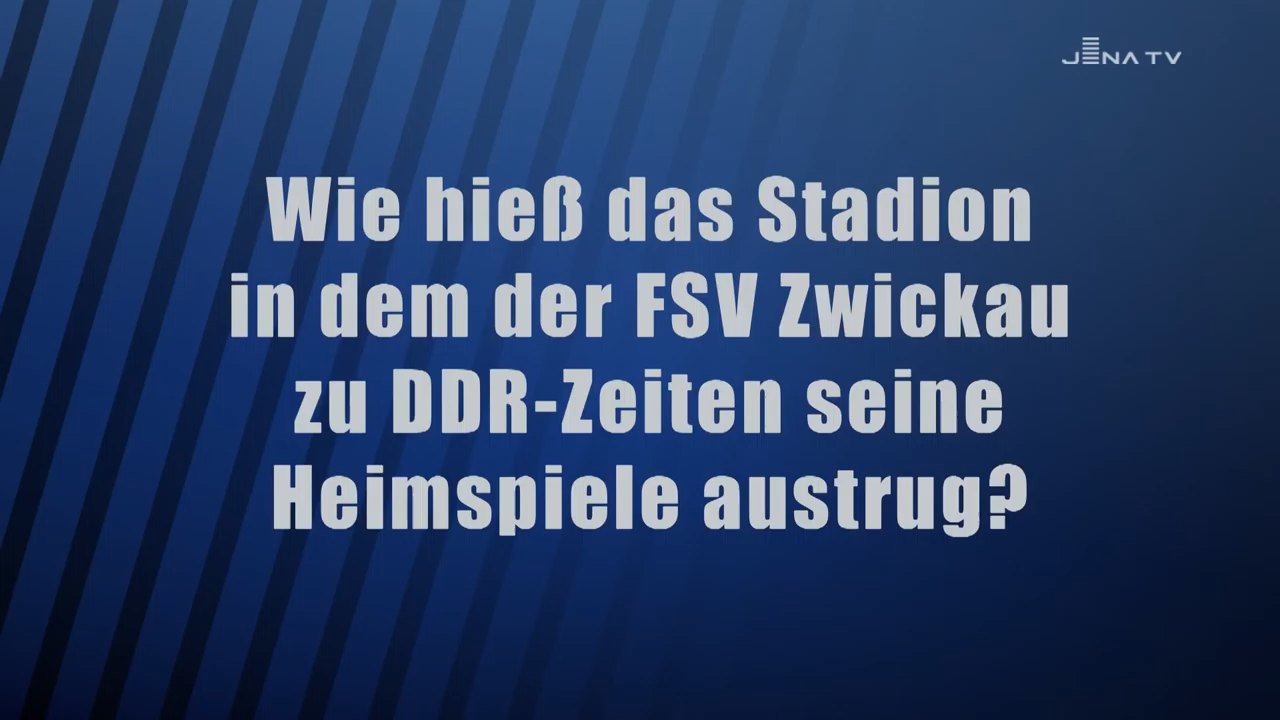 JENA TV
Wie hieß das Stadion
in dem der FSV Zwickau
zu DDR-Zeiten seine
Heimspiele austrug?